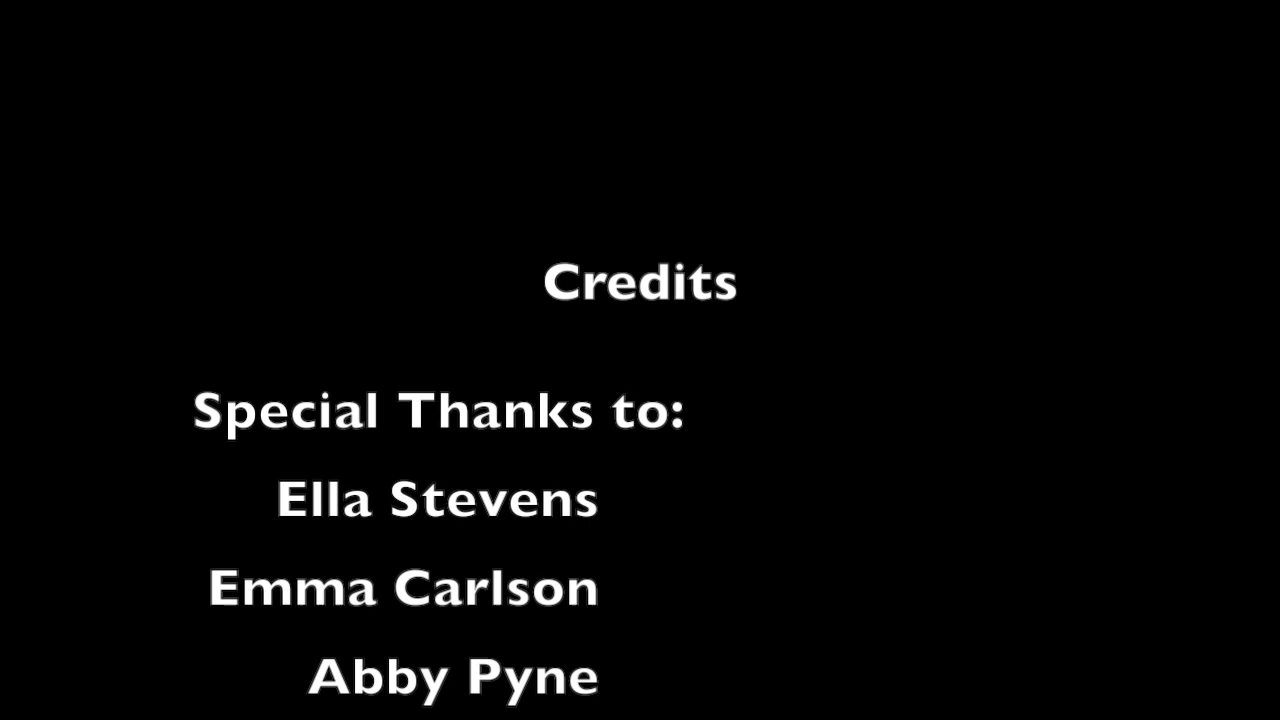 Credits
Special Thanks to:
Ella Stevens
Emma Carlson
Abby Pyne